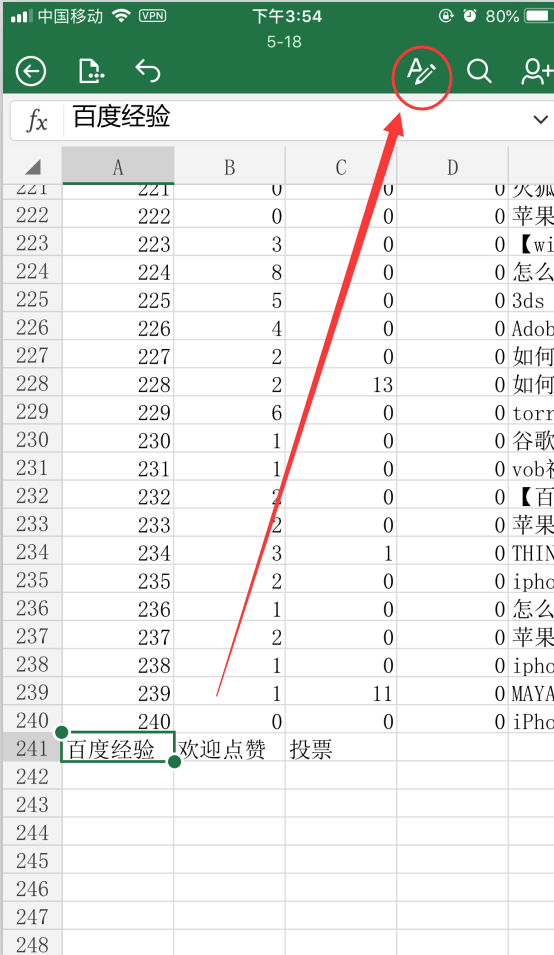 中国移动 VPN 下午3:54 80%
5-18
fx 百度经验
A B C D
221 221 0 0 0 火狐
222 222 0 0 0 苹果
223 223 3 0 0 【wi
224 224 8 0 0 怎么
225 225 5 0 0 3ds
226 226 4 0 0 Adob
227 227 2 0 0 如何
228 228 2 13 0 如何
229 229 6 0 0 torr
230 230 1 0 0 谷歌
231 231 1 0 0 vob视
232 232 2 0 0 【百
233 233 2 0 0 苹果
234 234 3 1 0 THIN
235 235 2 0 0 ipho
236 236 1 0 0 怎么
237 237 2 0 0 苹果
238 238 1 0 0 ipho
239 239 1 11 0 MAYA
240 240 0 0 0 iPho
241 百度经验 欢迎点赞 投票
242
243
244
245
246
247
248